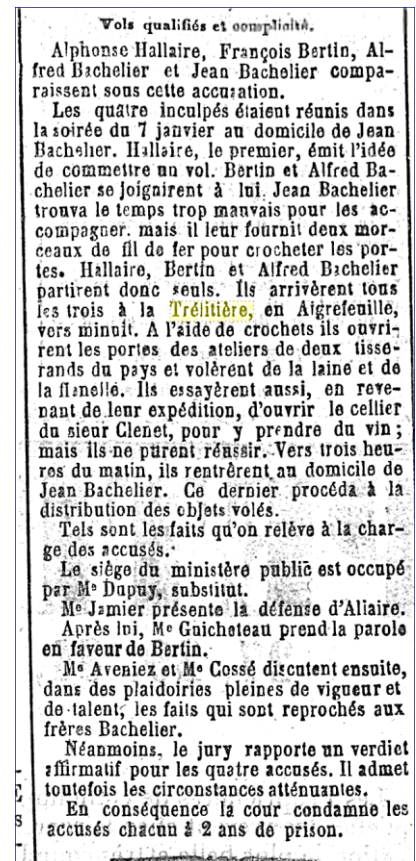 Vols qualifiés et complicité.
Alphonse Hallaire, François Bertin, Al-
fred Bachelier et Jean Bachelier compa-
raissent sous cette accusation.
Les quatre inculpés étaient réunis dans
la soirée du 7 janvier au domicile de Jean
Bachelier. Hallaire, le premier, émit l'idée
de commettre un vol. Bertin et Alfred Ba-
chelier se joignirent à lui. Jean Bachelier
trouva le temps trop mauvais pour les ac-
compagner. mais il leur fournit deux mor-
ceaux de fil de fer pour crocheter les por-
tes. Hallaire, Bertin et Alfred Bachelier
partirent donc seuls. Ils arrivèrent tous
les trois à la Trélitière, en Aigrefeuille,
vers minuit. A l'aide de crochets ils ouvri-
rent les portes des ateliers de deux tisse-
rands du pays et volèrent de la laine et de
la flanelle. Ils essayèrent aussi, en reve-
nant de leur expédition, d'ouvrir le cellier
du sieur Clenet, pour y prendre du vin ;
mais ils ne purent réussir. Vers trois heu-
res du matin, ils rentrèrent au domicile de
Jean Bachelier. Ce dernier procéda à la
distribution des objets volés.
Tels sont les faits qu'on relève à la char-
ge des accusés.
Le siège du ministère public est occupé
par Me Dupuy, substitut.
Me Jamier présente la défense d'Allaire.
Après lui, Me Guicheteau prend la parole
en faveur de Bertin.
Me Aveniez et Me Cossé discutent ensuite,
dans des plaidoiries pleines de vigueur et
de talent, les faits qui sont reprochés aux
frères Bachelier.
Néanmoins, le jury rapporte un verdict
affirmatif pour les quatre accusés. Il admet
toutefois les circonstances atténuantes.
En conséquence la cour condamne les
accusés chacun à 2 ans de prison.